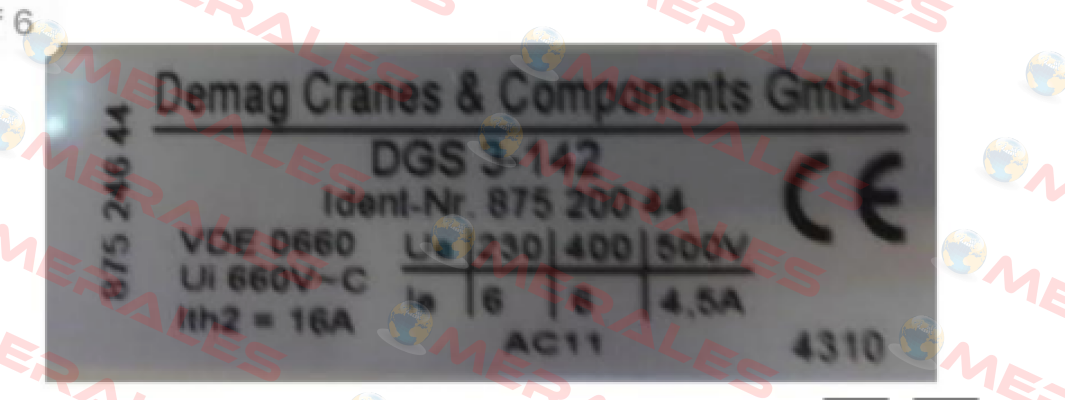 6
Demag Cranes & Components GmbH
875 246 44
DGS 3-142
Ident-Nr. 875 200 44
CE
VDE 0660
Ui 660V~C
Ith2 = 16A
Ue 230 400 500V
Ie 6 6 4,5A
AC11
4310
MERALES